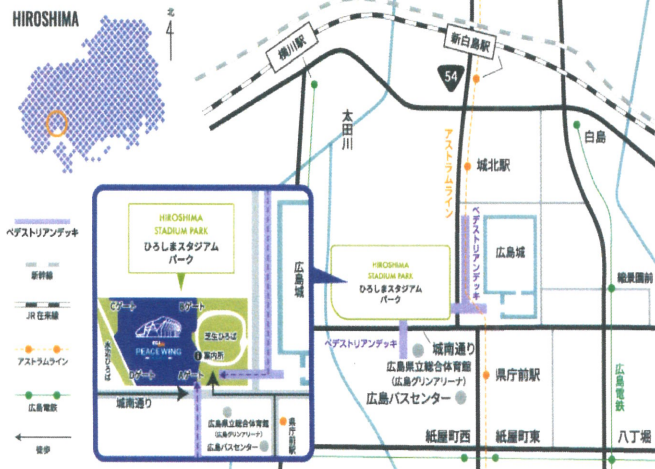 HIROSHIMA
北
横川駅
新白島駅
54
太田川
アストラムライン
白島
城北駅
ペデストリアンデッキ
広島城
HIROSHIMA
STADIUM PARK
ひろしまスタジアム
パーク
縮景園前
ペデストリアンデッキ
城南通り
広島県立総合体育館
(広島グリンアリーナ)
広島バスセンター
県庁前駅
広島電鉄
紙屋町西
紙屋町東
八丁堀
ペデストリアンデッキ
新幹線
JR在来線
アストラムライン
広島電鉄
徒歩
HIROSHIMA
STADIUM PARK
ひろしまスタジアム
パーク
広島城
Cゲート
Bゲート
PEACE WING
芝生ひろば
案内所
Dゲート
Aゲート
城南通り
広島県立総合体育館
(広島グリンアリーナ)
広島バスセンター
県庁前駅